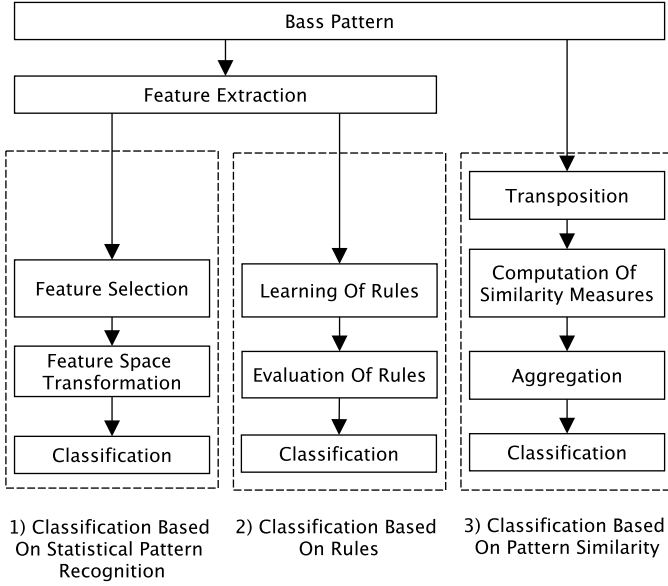 Bass Pattern
Feature Extraction
Feature Selection
Feature Space
Transformation
Classification
1) Classification Based
On Statistical Pattern
Recognition
Learning Of Rules
Evaluation Of Rules
Classification
2) Classification Based
On Rules
Transposition
Computation Of
Similarity Measures
Aggregation
Classification
3) Classification Based
On Pattern Similarity